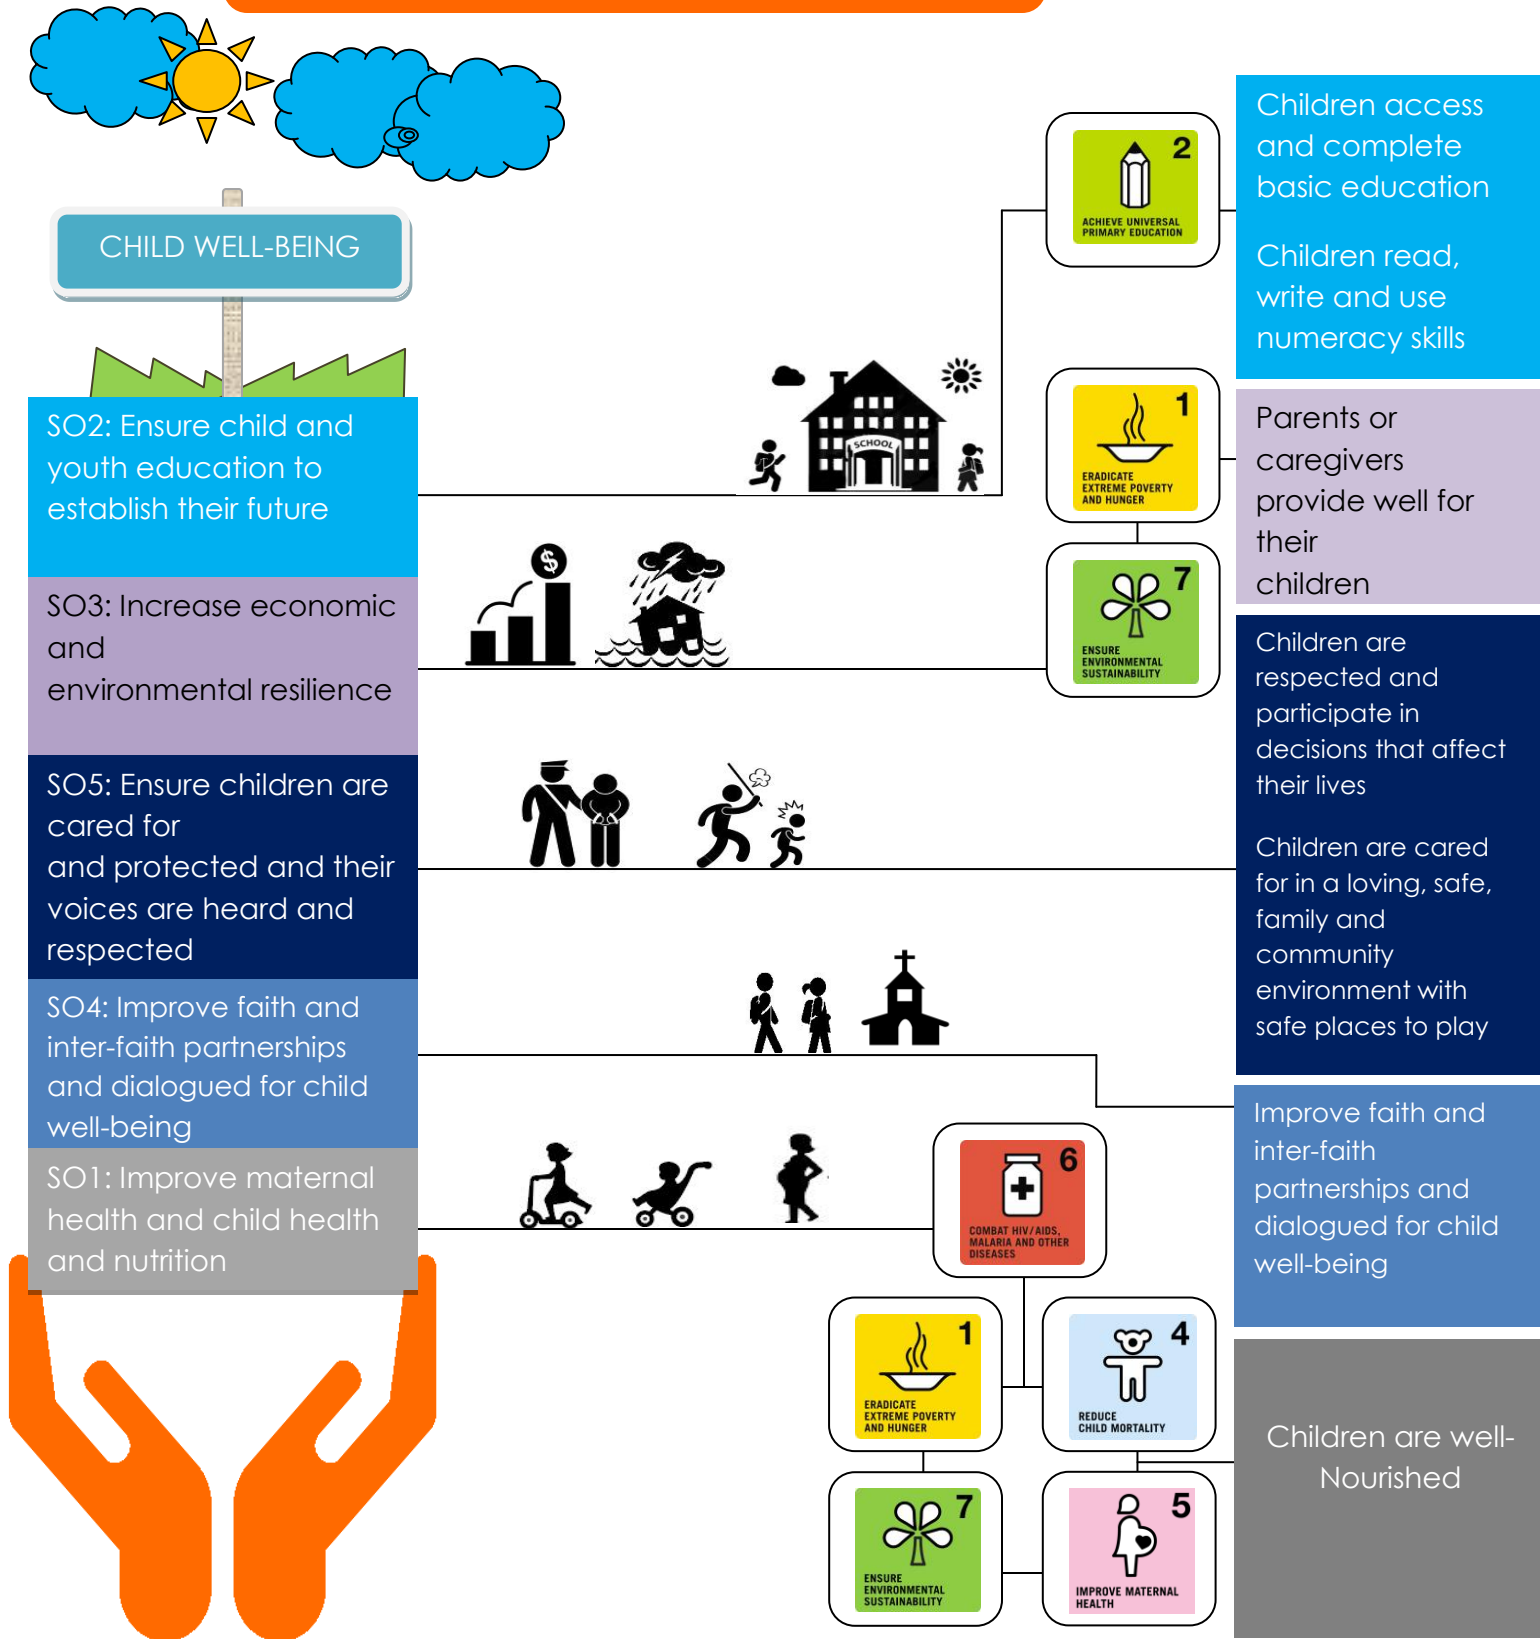 CHILD WELL-BEING
SO2: Ensure child and
youth education to
establish their future
SO3: Increase economic
and
environmental resilience
SO5: Ensure children are
cared for
and protected and their
voices are heard and
respected
SO4: Improve faith and
inter-faith partnerships
and dialogued for child
well-being
SO1: Improve maternal
health and child health
and nutrition
SCHOOL
$
2
ACHIEVE UNIVERSAL
PRIMARY EDUCATION
1
ERADICATE
EXTREME POVERTY
AND HUNGER
7
ENSURE
ENVIRONMENTAL
SUSTAINABILITY
6
COMBAT HIV/AIDS,
MALARIA AND OTHER
DISEASES
1
ERADICATE
EXTREME POVERTY
AND HUNGER
4
REDUCE
CHILD MORTALITY
7
ENSURE
ENVIRONMENTAL
SUSTAINABILITY
5
IMPROVE MATERNAL
HEALTH
Children access
and complete
basic education
Children read,
write and use
numeracy skills
Parents or
caregivers
provide well for
their
children
Children are
respected and
participate in
decisions that affect
their lives
Children are cared
for in a loving, safe,
family and
community
environment with
safe places to play
Improve faith and
inter-faith
partnerships and
dialogued for child
well-being
Children are well-
Nourished